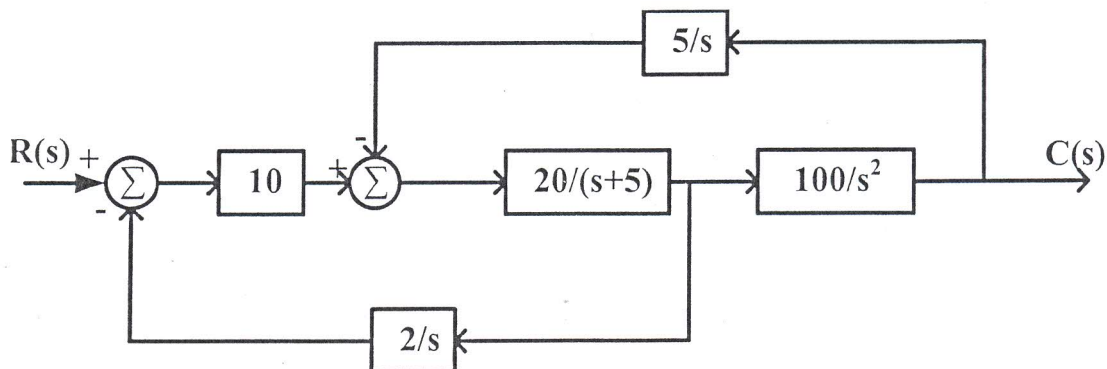 5/s
-
R(s) +
C(s)
Σ
10
+
Σ
20/(s+5)
100/s²
-
2/s